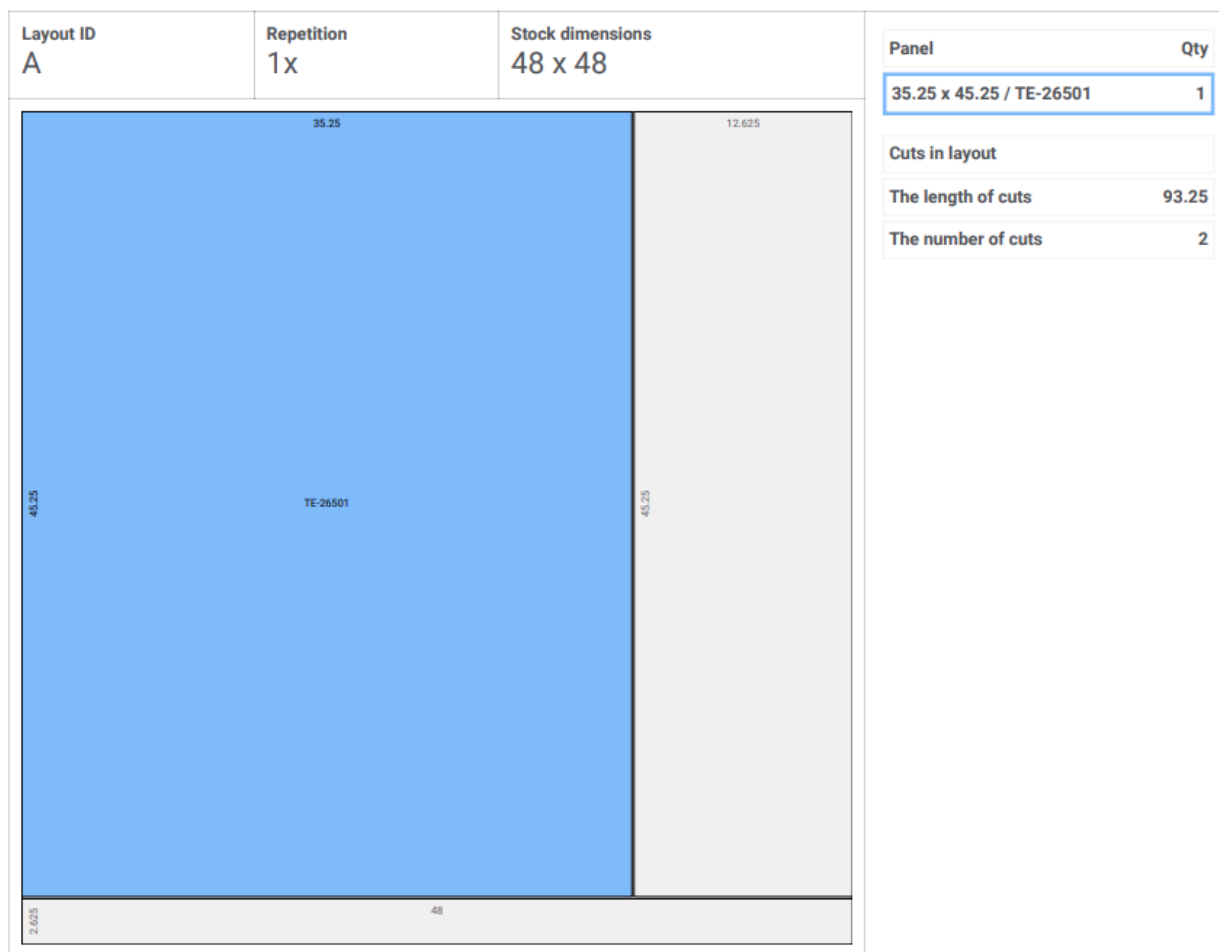 Layout ID
A
Repetition
1x
Stock dimensions
48 x 48
Panel Qty
35.25 x 45.25 / TE-26501 1
Cuts in layout
The length of cuts 93.25
The number of cuts 2
35.25
12.625
45.25
TE-26501
45.25
2.625
48